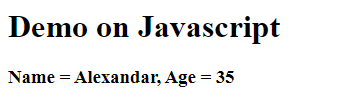 Demo on Javascript
Name = Alexandar, Age = 35